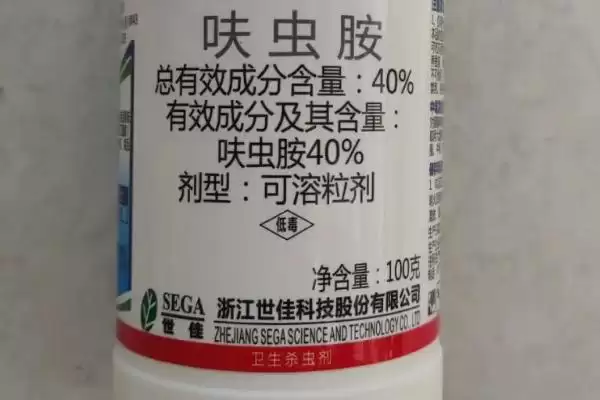 呋虫胺
总有效成分含量：40%
有效成分及其含量：
呋虫胺40%
剂型：可溶粒剂
低毒
净含量：100克
SEGA
世佳
浙江世佳科技股份有限公司
ZHEJIANG SEGA SCIENCE AND TECHNOLOGY CO., LTD
卫生杀虫剂